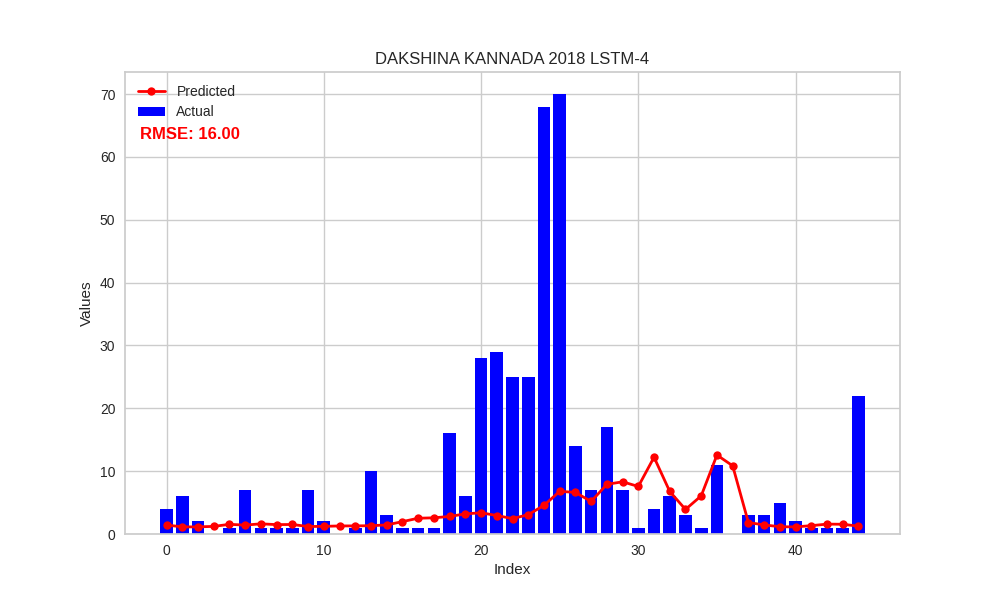 DAKSHINA KANNADA 2018 LSTM-4
Predicted
Actual
RMSE: 16.00
70
60
50
40
30
20
10
0
Values
0 10 20 30 40
Index